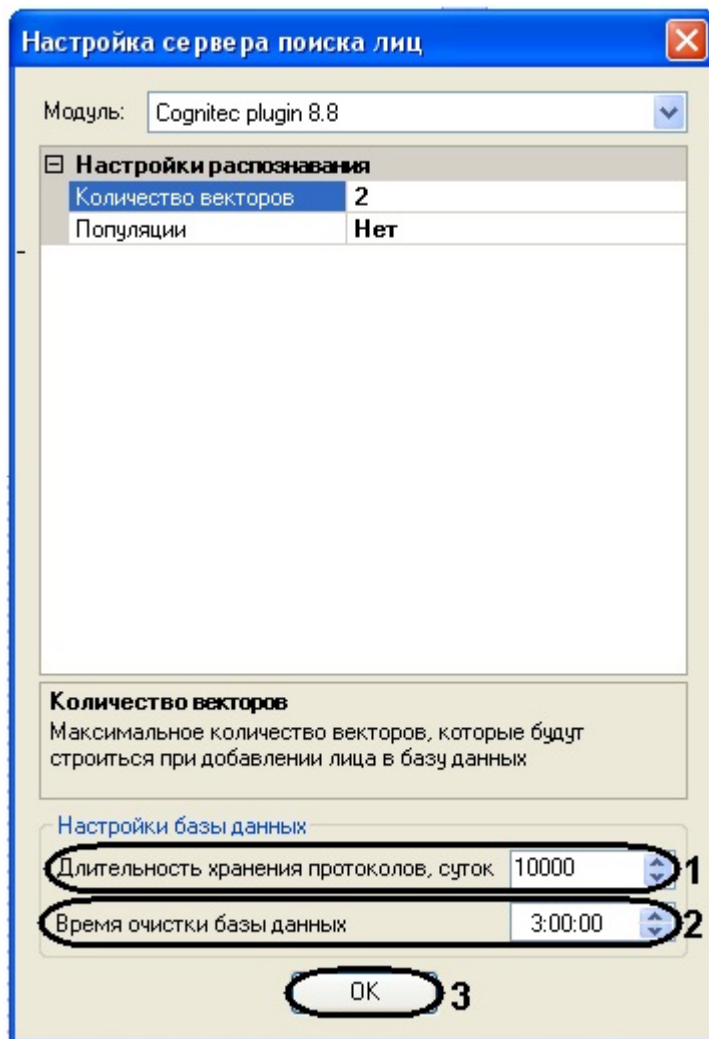 Настройка сервера поиска лиц
Модуль: Cognitec plugin 8.8
Настройки распознавания
Количество векторов 2
Популяции Нет
Количество векторов
Максимальное количество векторов, которые будут
строиться при добавлении лица в базу данных
Настройки базы данных
Длительность хранения протоколов, суток 10000 1
Время очистки базы данных 3:00:00 2
OK 3